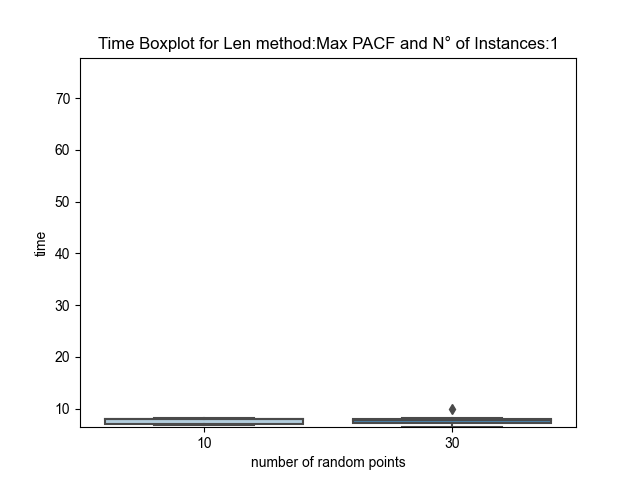 Time Boxplot for Len method:Max PACF and N° of Instances:1
70
60
50
40
30
20
10
time
10 30
number of random points